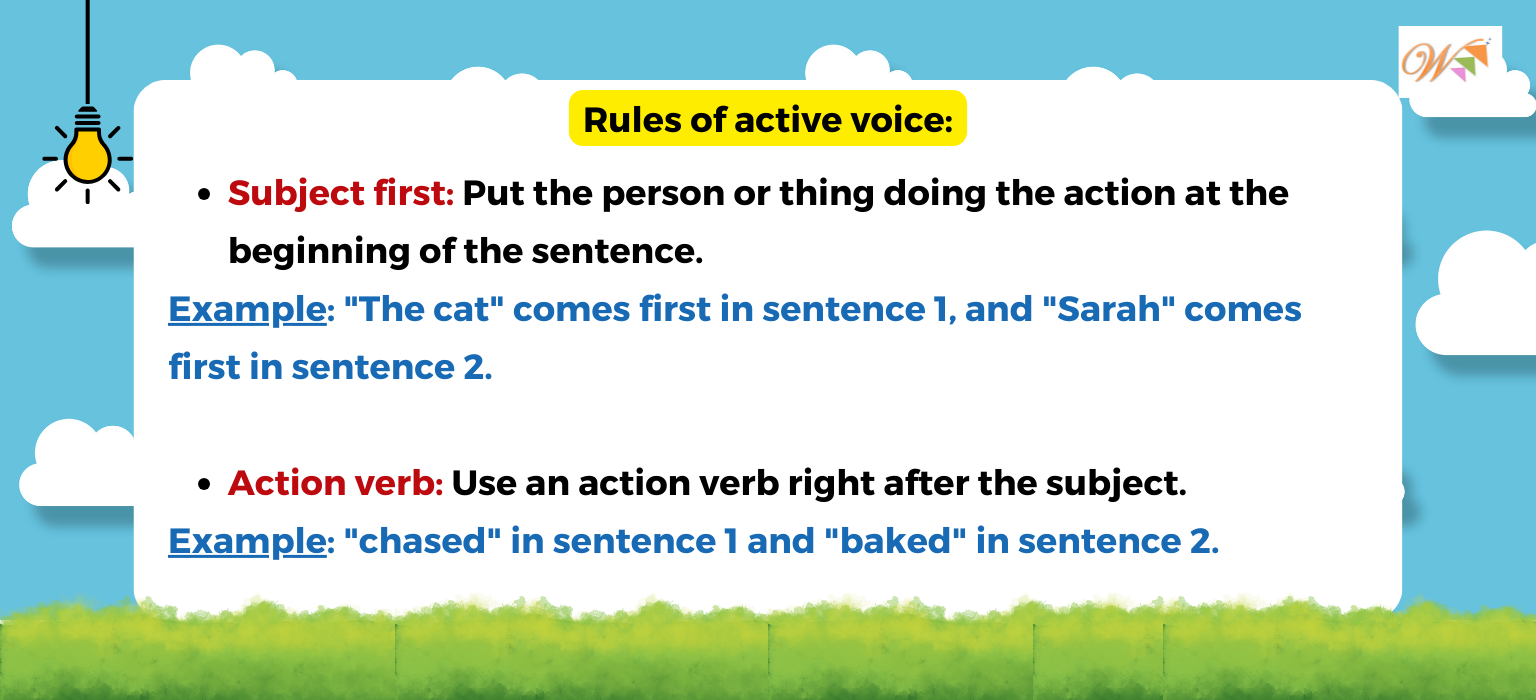 Rules of active voice:
• Subject first: Put the person or thing doing the action at the
beginning of the sentence.
Example: "The cat" comes first in sentence 1, and "Sarah" comes
first in sentence 2.
• Action verb: Use an action verb right after the subject.
Example: "chased" in sentence 1 and "baked" in sentence 2.
W